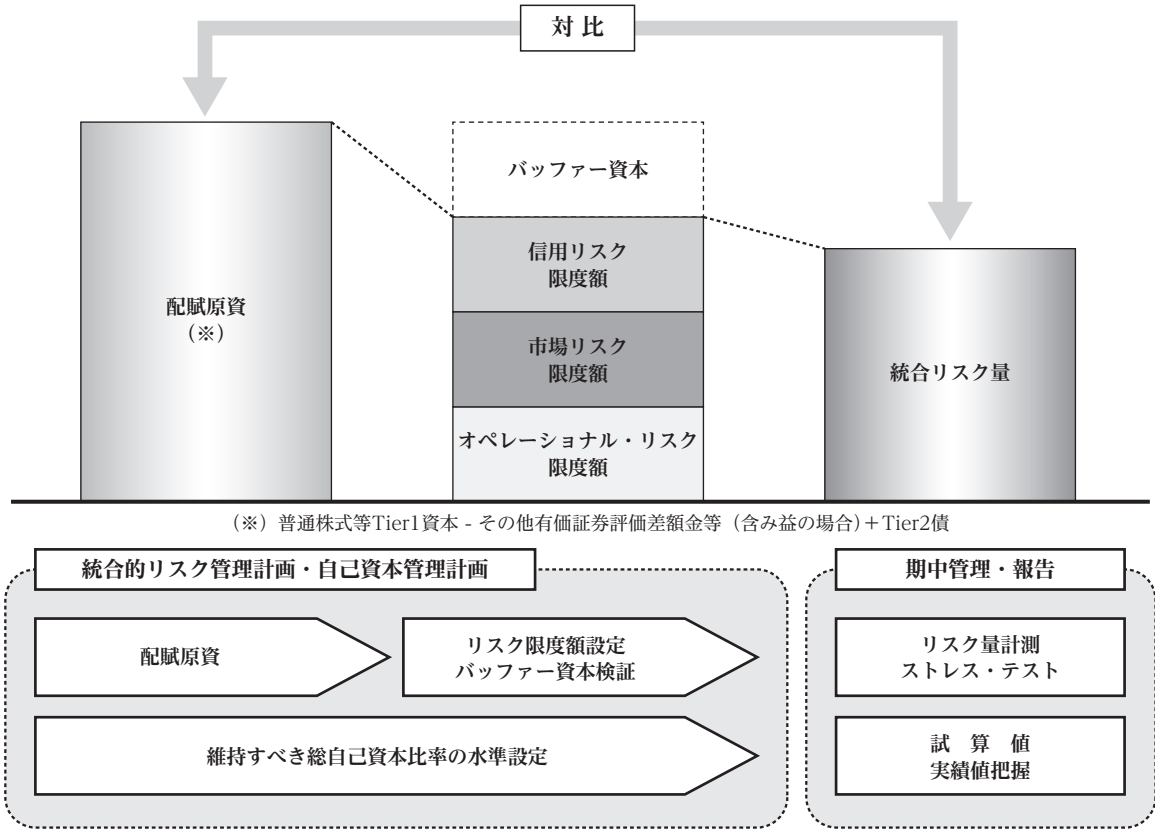 対 比
バッファー資本
信用リスク
限度額
配賦原資
（※）
市場リスク
限度額
統合リスク量
オペレーショナル・リスク
限度額
（※）普通株式等Tier1資本 - その他有価証券評価差額金等（含み益の場合）＋Tier2債
統合的リスク管理計画・自己資本管理計画
配賦原資
リスク限度額設定
バッファー資本検証
維持すべき総自己資本比率の水準設定
期中管理・報告
リスク量計測
ストレス・テスト
試　算　値
実績値把握